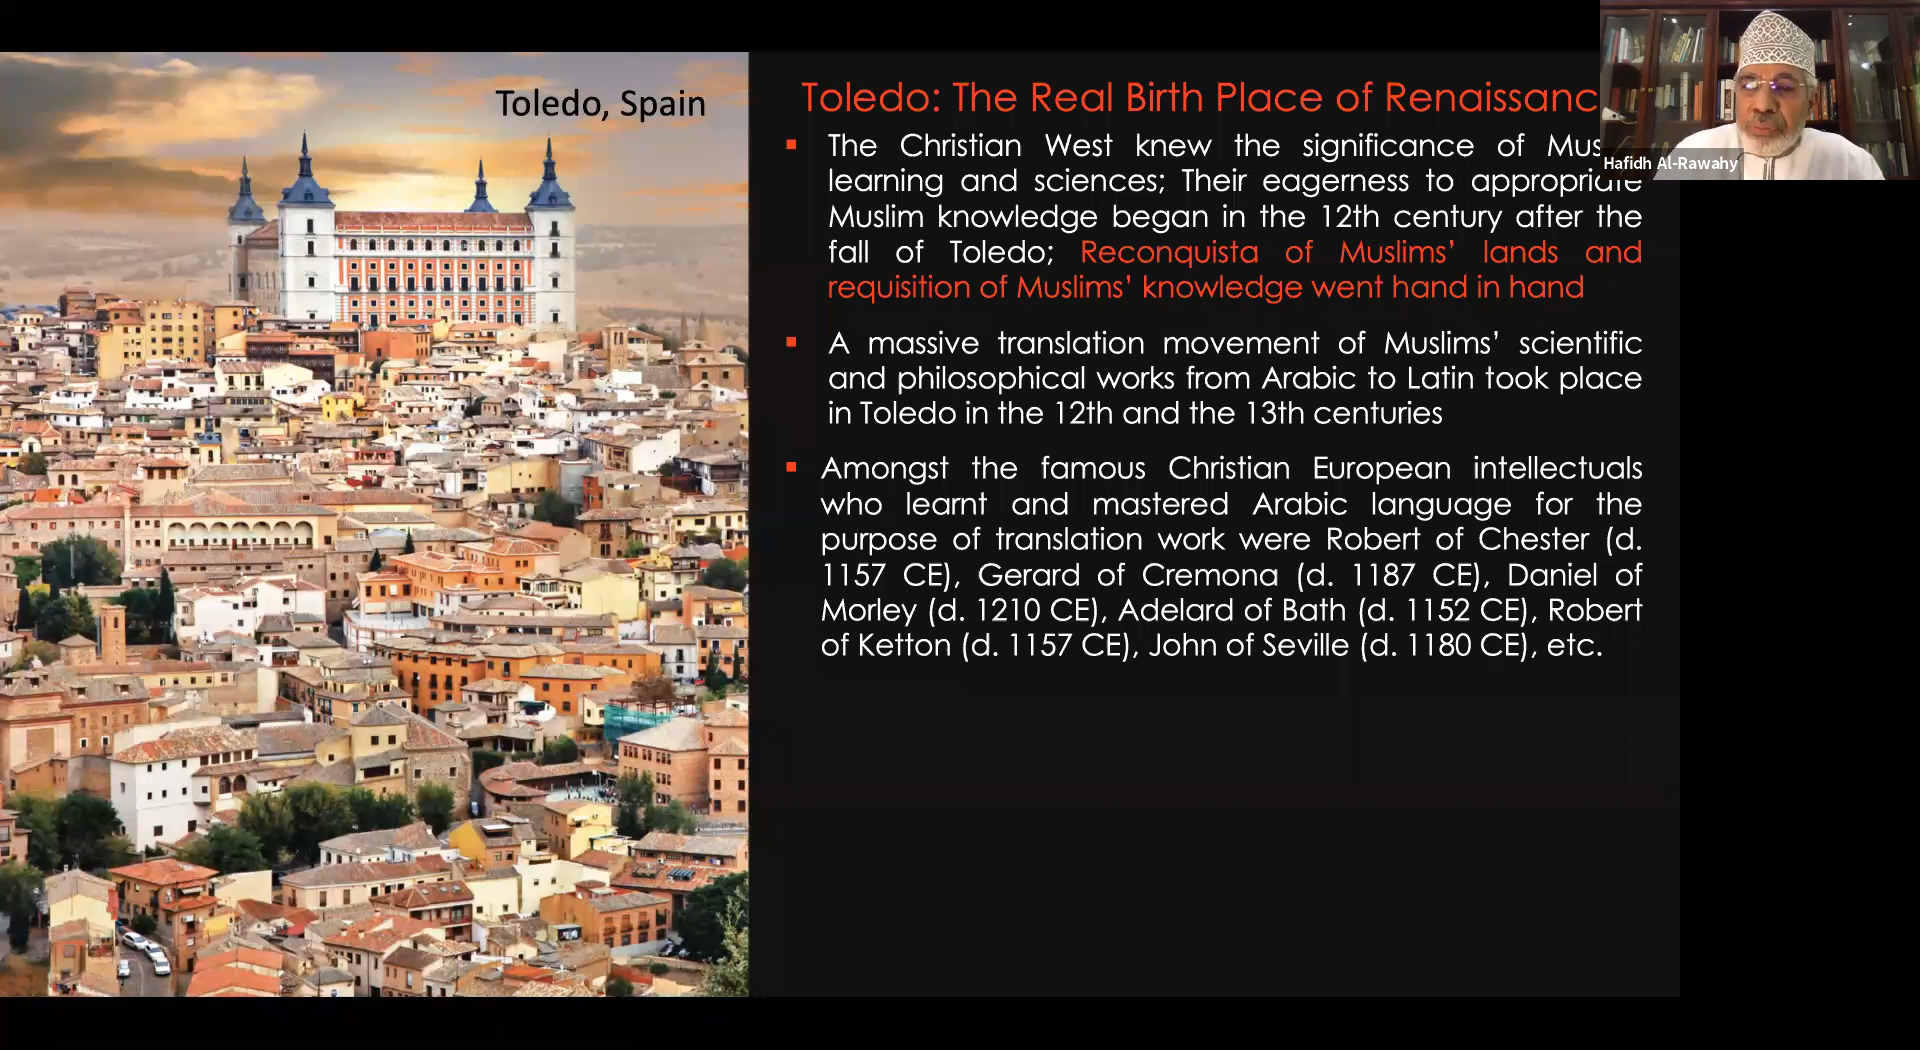 Toledo, Spain
Toledo: The Real Birth Place of Renaissanc
▪ The Christian West knew the significance of Mus
learning and sciences; Their eagerness to appropriate
Muslim knowledge began in the 12th century after the
fall of Toledo; Reconquista of Muslims’ lands and
requisition of Muslims’ knowledge went hand in hand
▪ A massive translation movement of Muslims’ scientific
and philosophical works from Arabic to Latin took place
in Toledo in the 12th and the 13th centuries
▪ Amongst the famous Christian European intellectuals
who learnt and mastered Arabic language for the
purpose of translation work were Robert of Chester (d.
1157 CE), Gerard of Cremona (d. 1187 CE), Daniel of
Morley (d. 1210 CE), Adelard of Bath (d. 1152 CE), Robert
of Ketton (d. 1157 CE), John of Seville (d. 1180 CE), etc.
Hafidh Al-Rawahy